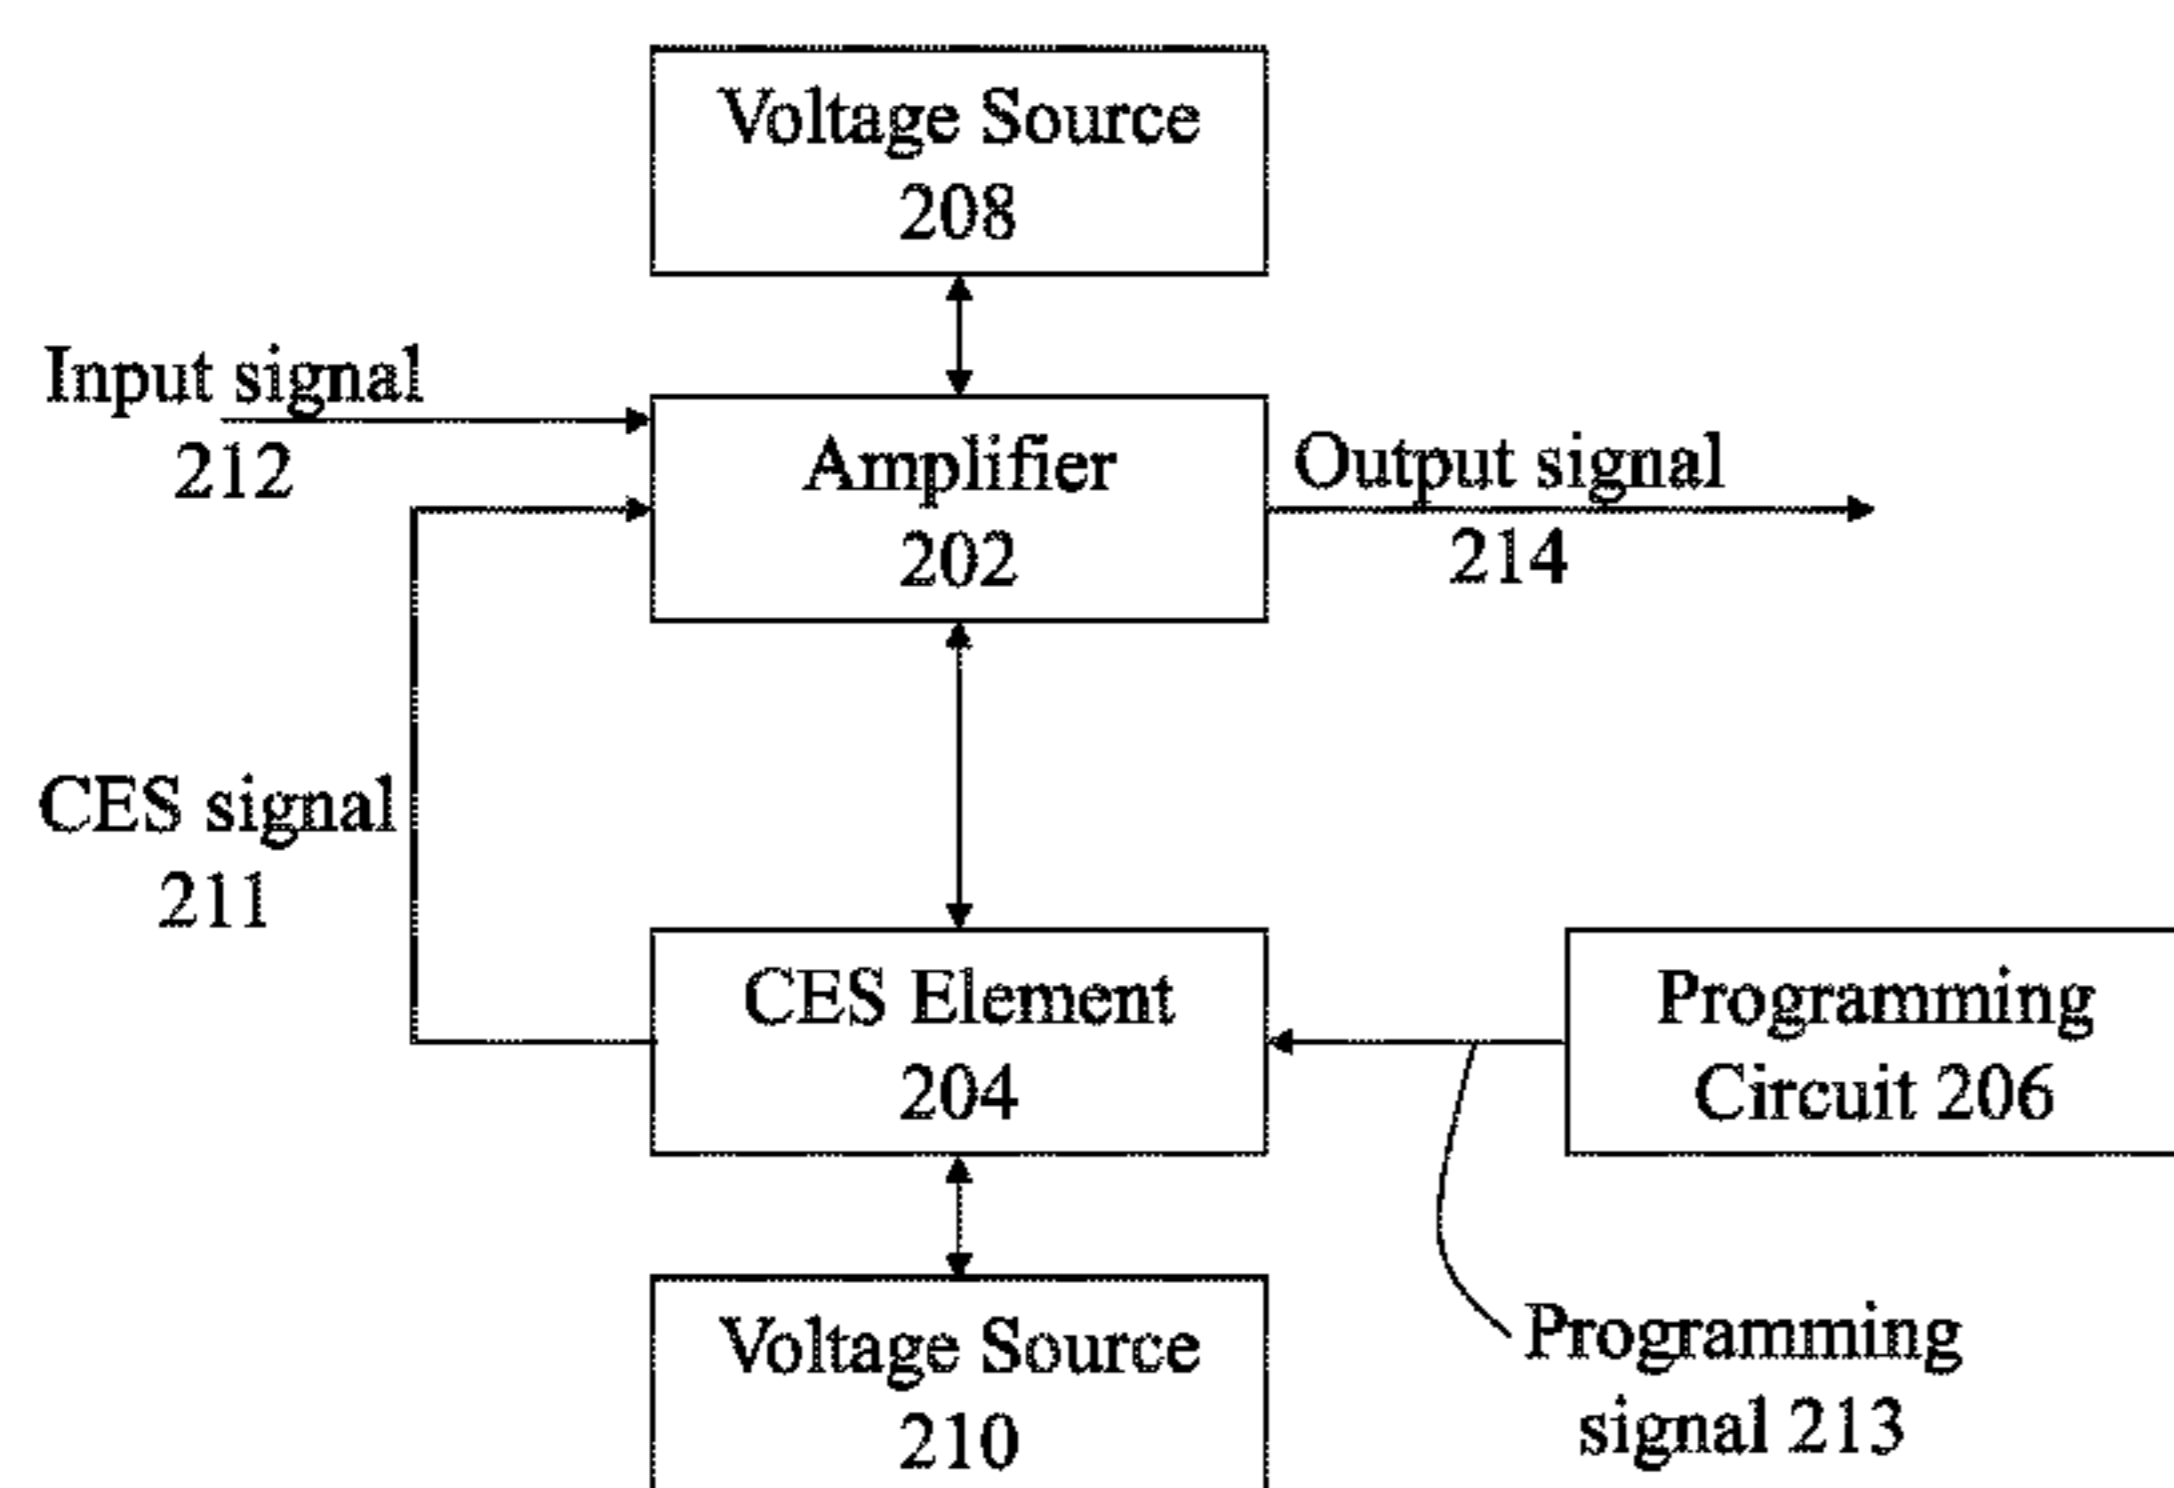 Voltage Source
208
Input signal
212
Amplifier
202
Output signal
214
CES signal
211
CES Element
204
Programming
Circuit 206
Voltage Source
210
Programming
signal 213